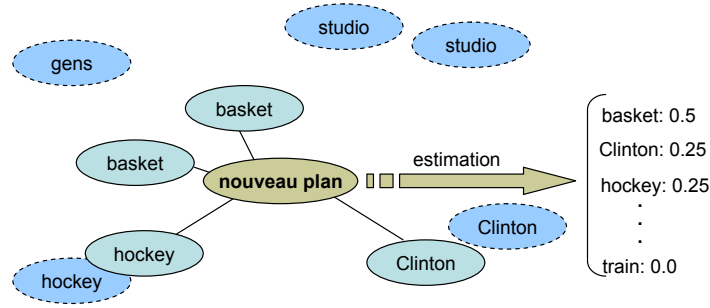 studio
studio
gens
basket
basket
nouveau plan
estimation
hockey
hockey
Clinton
Clinton
basket: 0.5
Clinton: 0.25
hockey: 0.25
.
.
.
train: 0.0